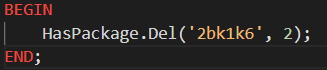 BEGIN
    HasPackage.Del('2bk1k6', 2);
END;